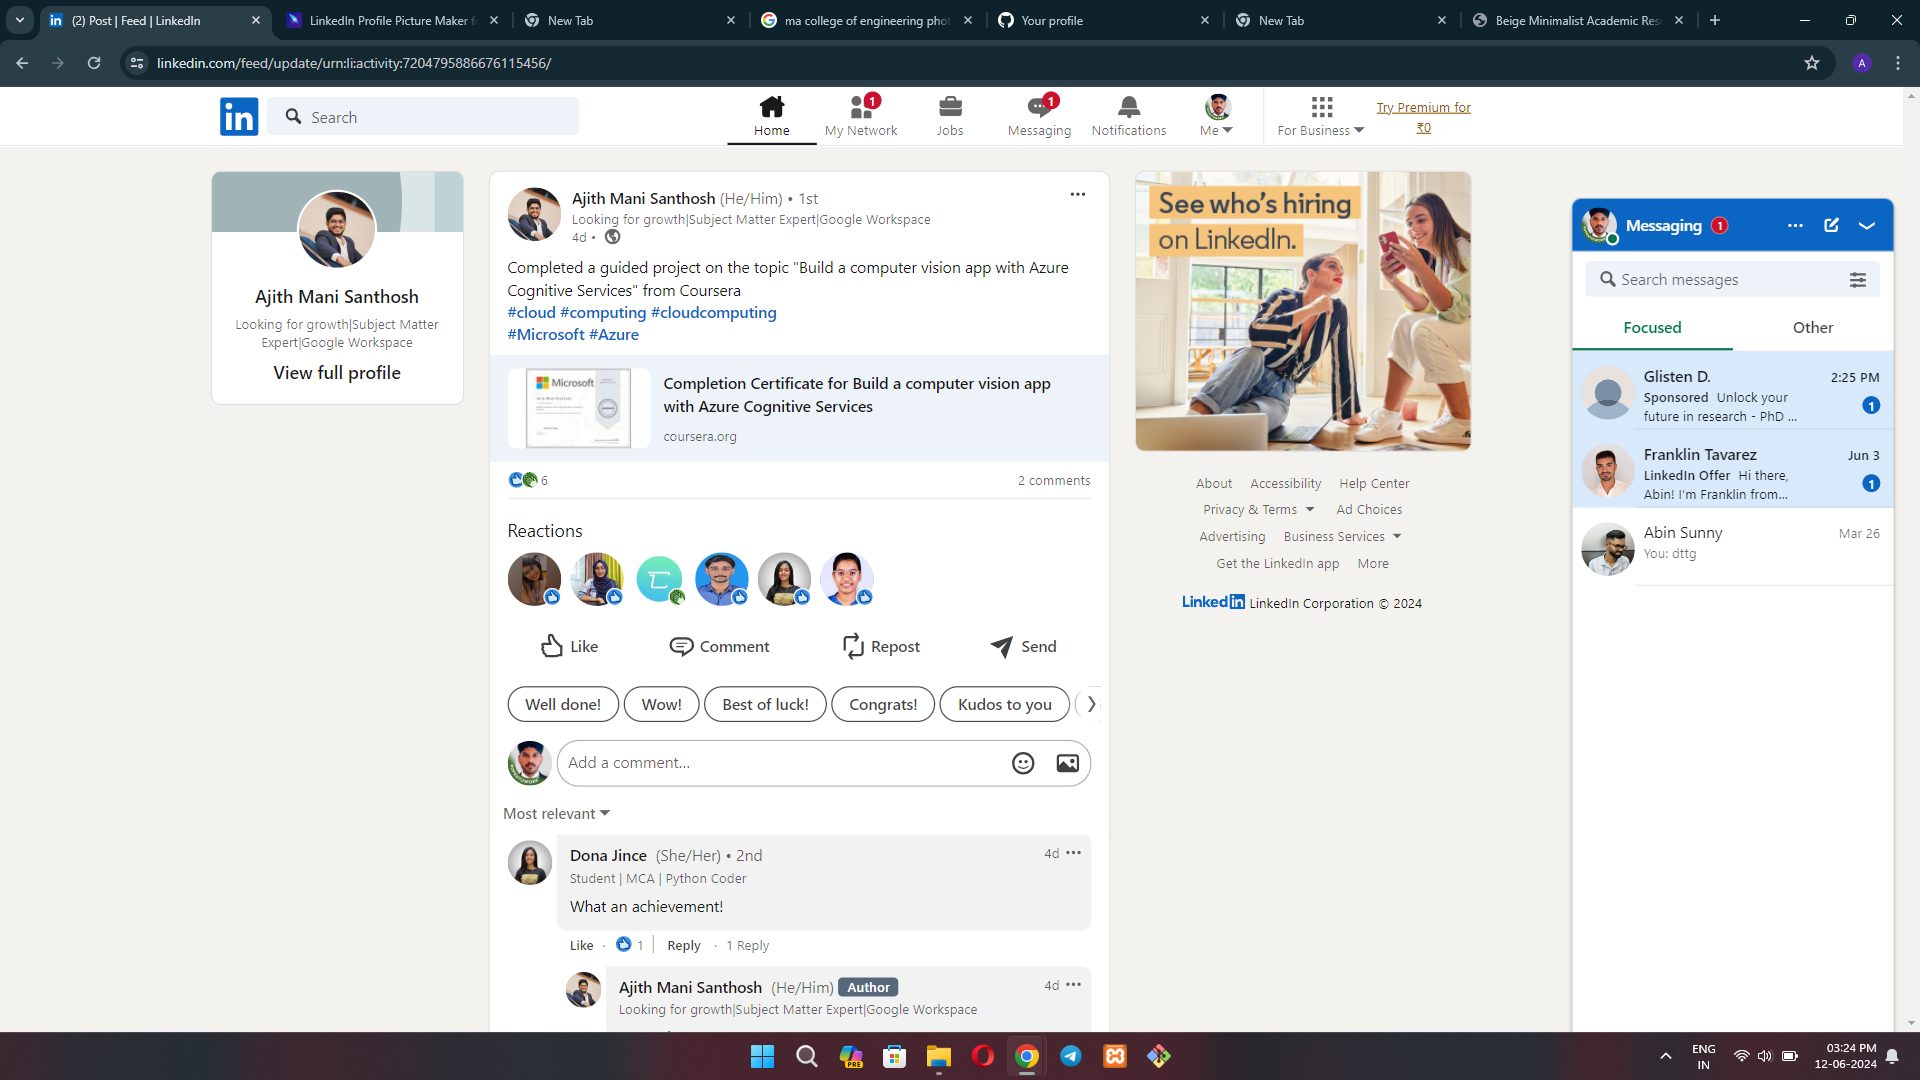 (2) Post | Feed | LinkedIn
LinkedIn Profile Picture Maker f
New Tab
ma college of engineering phot
Your profile
New Tab
Beige Minimalist Academic Res
linkedin.com/feed/update/urn:li:activity:7204795886676115456/
A
in
Search
Home
1
My Network
Jobs
1
Messaging
Notifications
Me
For Business
Try Premium for
₹0
Ajith Mani Santhosh
Looking for growth|Subject Matter
Expert|Google Workspace
View full profile
Ajith Mani Santhosh (He/Him) • 1st
Looking for growth|Subject Matter Expert|Google Workspace
4d •
Completed a guided project on the topic "Build a computer vision app with Azure
Cognitive Services" from Coursera
#cloud #computing #cloudcomputing
#Microsoft #Azure
Microsoft
Completion Certificate for Build a computer vision app
with Azure Cognitive Services
coursera.org
6
2 comments
Reactions
Like
Comment
Repost
Send
Well done!
Wow!
Best of luck!
Congrats!
Kudos to you
Add a comment...
Most relevant
Dona Jince (She/Her) • 2nd
4d
Student | MCA | Python Coder
What an achievement!
Like · 1 | Reply · 1 Reply
Ajith Mani Santhosh (He/Him) Author
4d
Looking for growth|Subject Matter Expert|Google Workspace
See who's hiring
on LinkedIn.
About Accessibility Help Center
Privacy & Terms Ad Choices
Advertising Business Services
Get the LinkedIn app More
LinkedIn LinkedIn Corporation © 2024
Messaging 1
Search messages
Focused
Other
Glisten D.
2:25 PM
Sponsored Unlock your
future in research - PhD ...
1
Franklin Tavarez
Jun 3
LinkedIn Offer Hi there,
Abin! I'm Franklin from...
1
Abin Sunny
Mar 26
You: dttg
PRE
ENG
IN
03:24 PM
12-06-2024